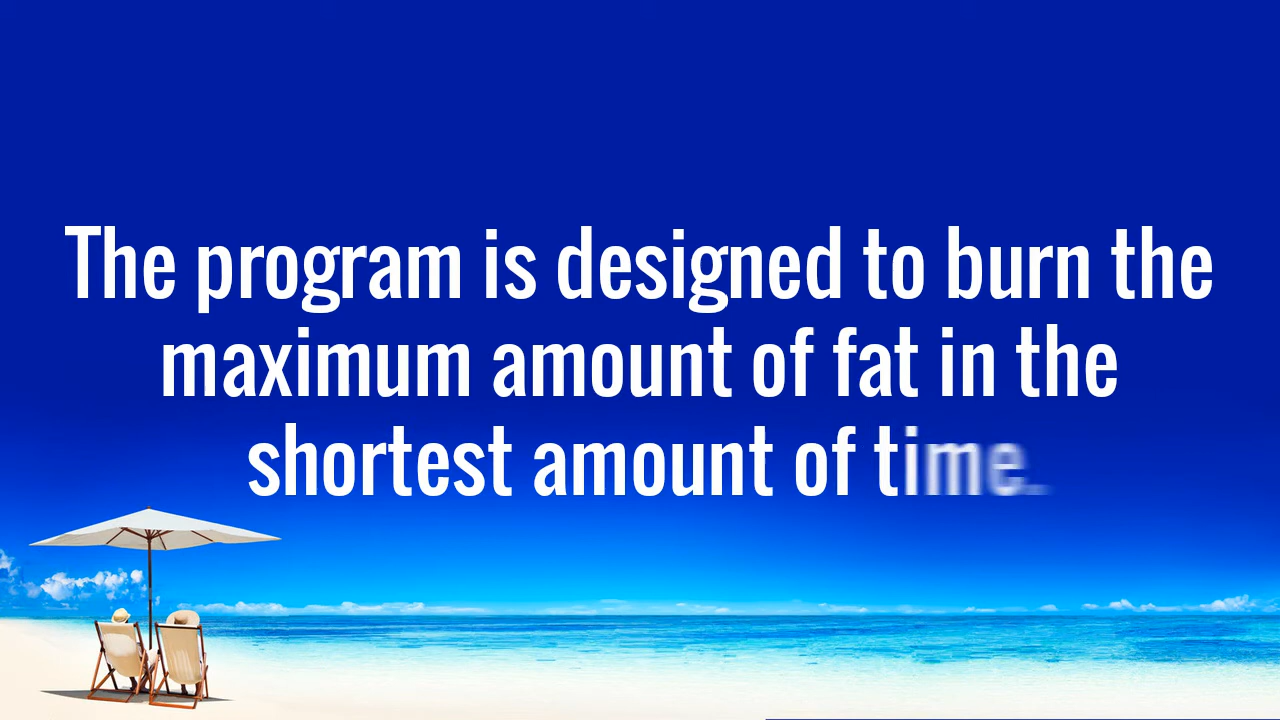 The program is designed to burn the
maximum amount of fat in the
shortest amount of time.